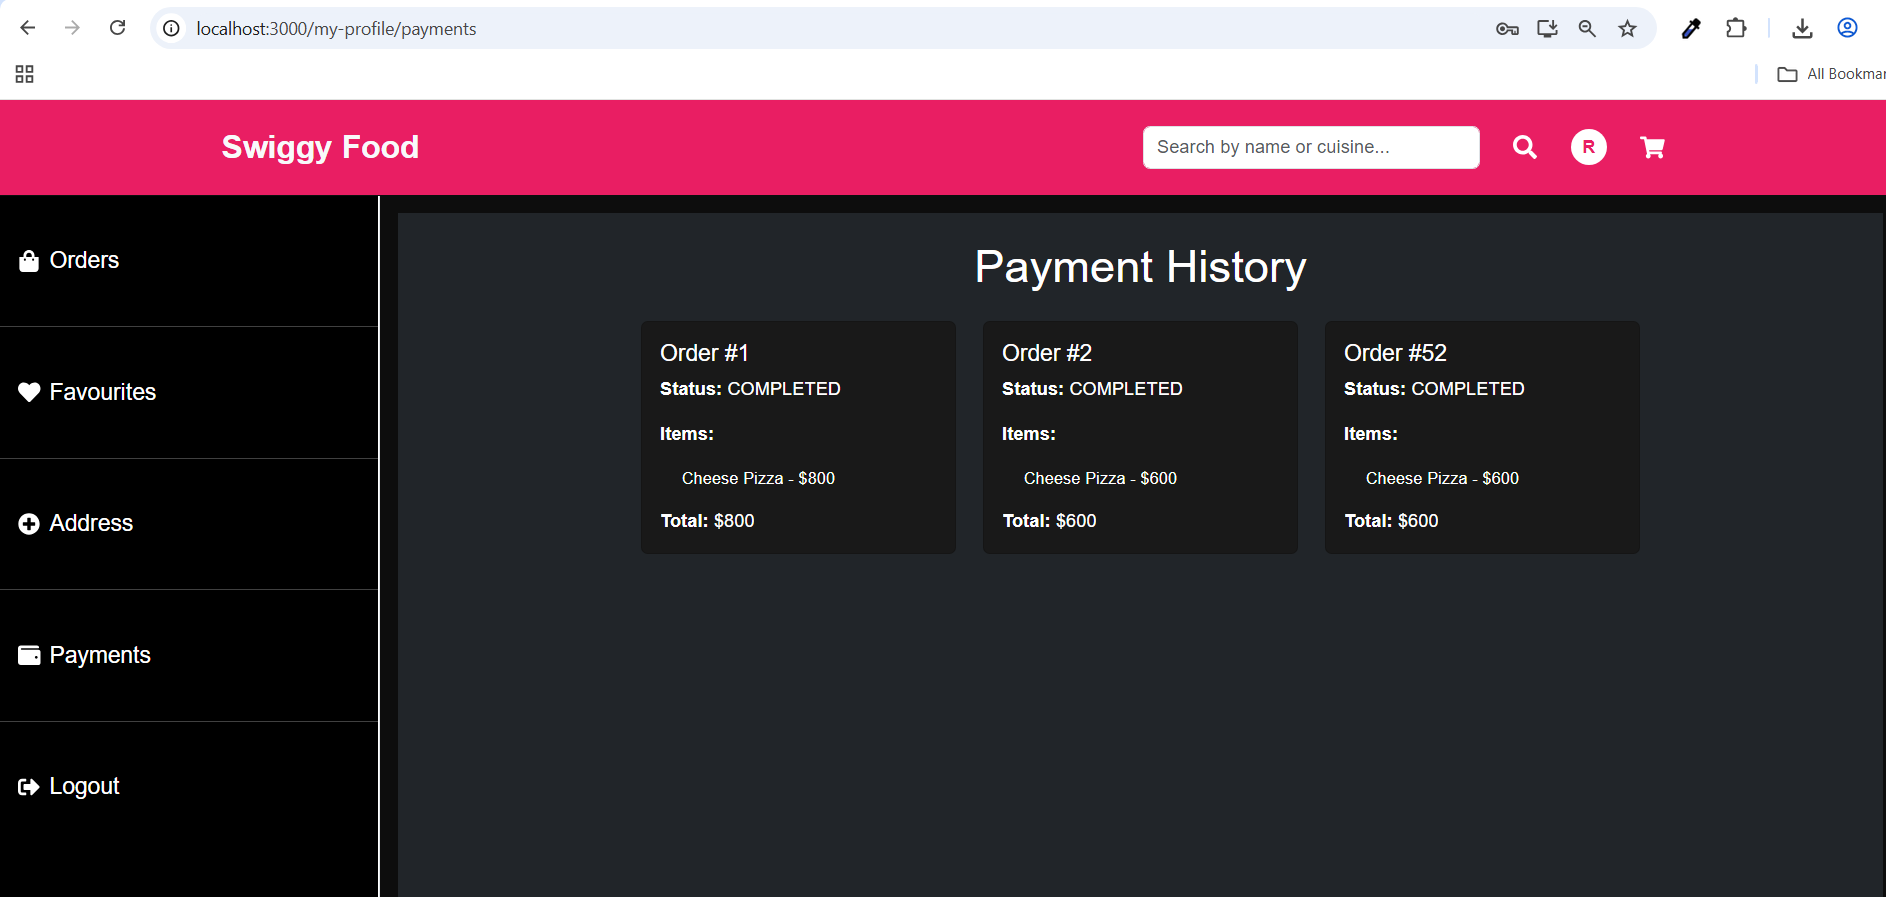 localhost:3000/my-profile/payments
All Bookmar
Swiggy Food
Search by name or cuisine...
R
Orders
Favourites
Address
Payments
Logout
Payment History
Order #1
Status: COMPLETED
Items:
Cheese Pizza - $800
Total: $800
Order #2
Status: COMPLETED
Items:
Cheese Pizza - $600
Total: $600
Order #52
Status: COMPLETED
Items:
Cheese Pizza - $600
Total: $600